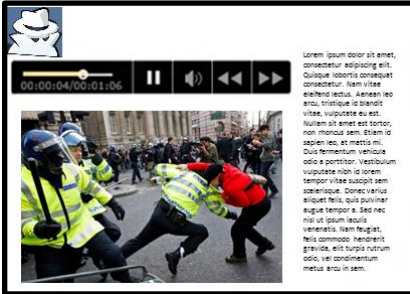 00:00:04/00:01:06
Lorem ipsum dolor sit amet,
consectetur adipiscing elit.
Quisque lobortis consequat
consectetur. Nam vitae
eleifend lectus. Aenean leo
arcu, tristique id blandit
vitae, vulputate eu est.
Nullam sit amet est tortor,
non rhoncus sem. Etiam id
sapien leo, at mattis mi.
Duis fermentum vehicula
odio a porttitor. Vestibulum
vulputate nibh id lorem
tempor vitae suscipit sem
scelerisque. Donec varius
aliquet felis, quis pulvinar
augue tempor a. Sed nec
nisl ut ipsum iaculis
venenatis. Nam feugiat,
felis commodo hendrerit
gravida, elit turpis rutrum
odio, vel condimentum
metus arcu in sem.